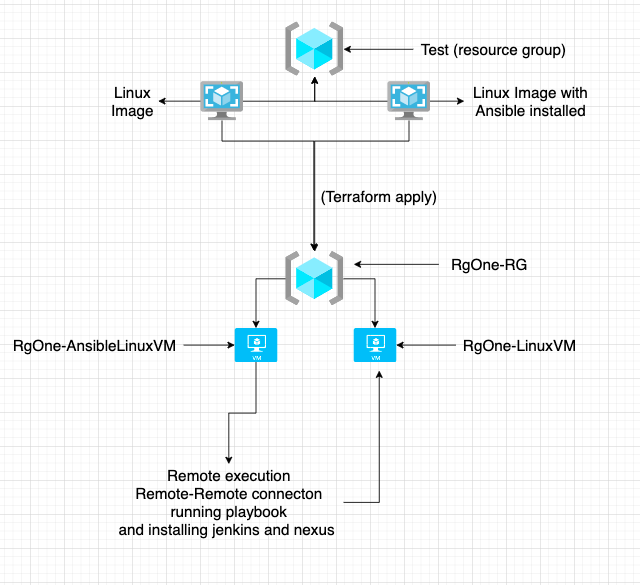 Test (resource group)
Linux
Image
Linux Image with
Ansible installed
(Terraform apply)
RgOne-RG
RgOne-AnsibleLinuxVM
VM
VM
RgOne-LinuxVM
Remote execution
Remote-Remote connecton
running playbook
and installing jenkins and nexus